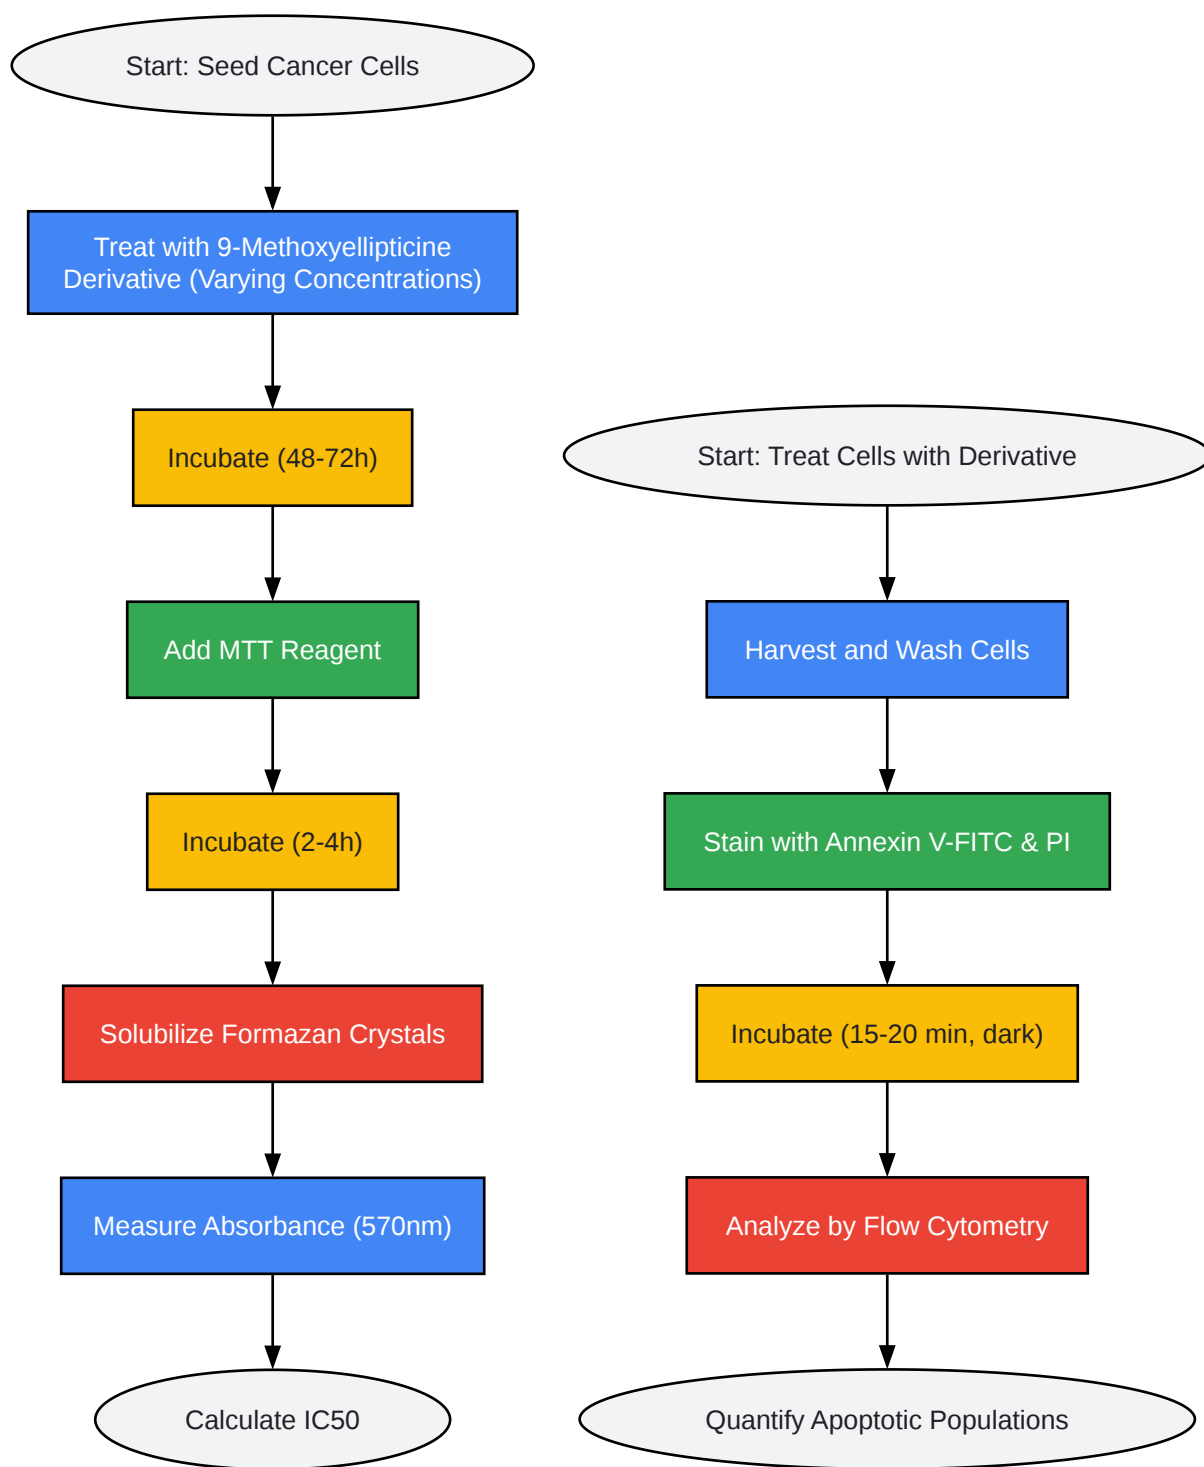 Start: Seed Cancer Cells
Treat with 9-Methoxyellipticine
Derivative (Varying Concentrations)
Incubate (48-72h)
Add MTT Reagent
Incubate (2-4h)
Solubilize Formazan Crystals
Measure Absorbance (570nm)
Calculate IC50
Start: Treat Cells with Derivative
Harvest and Wash Cells
Stain with Annexin V-FITC & PI
Incubate (15-20 min, dark)
Analyze by Flow Cytometry
Quantify Apoptotic Populations